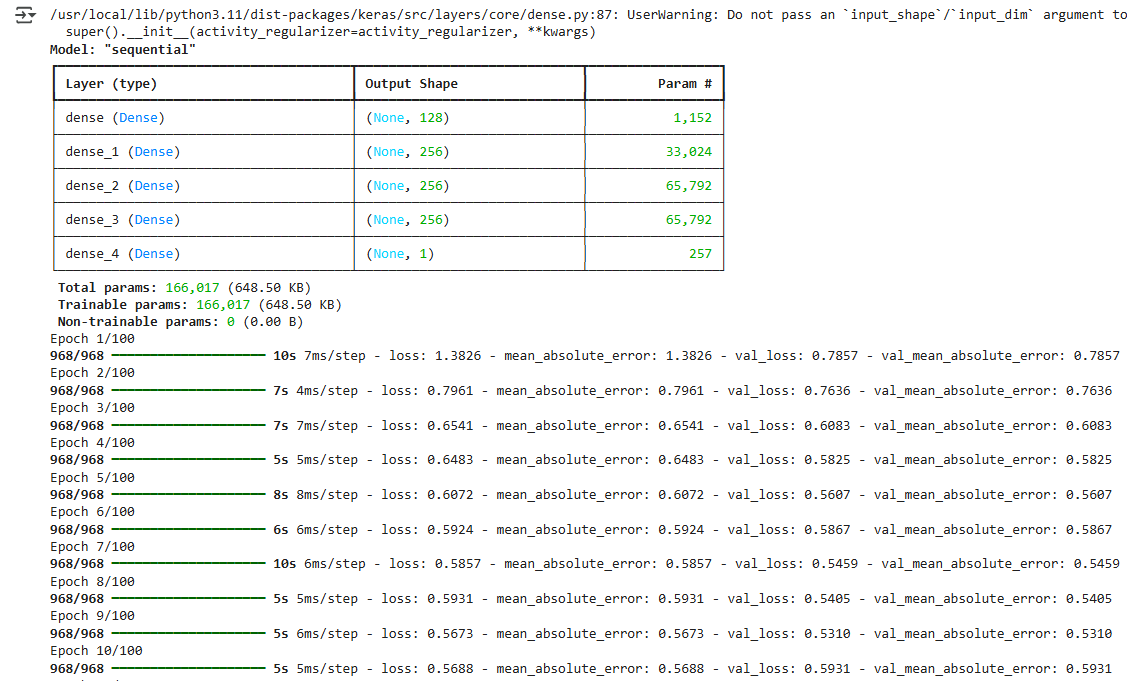 /usr/local/lib/python3.11/dist-packages/keras/src/layers/core/dense.py:87: UserWarning: Do not pass an `input_shape`/`input_dim` argument to
super().__init__(activity_regularizer=activity_regularizer, **kwargs)
Model: "sequential"
Layer (type) Output Shape Param #
dense (Dense) (None, 128) 1,152
dense_1 (Dense) (None, 256) 33,024
dense_2 (Dense) (None, 256) 65,792
dense_3 (Dense) (None, 256) 65,792
dense_4 (Dense) (None, 1) 257
Total params: 166,017 (648.50 KB)
Trainable params: 166,017 (648.50 KB)
Non-trainable params: 0 (0.00 B)
Epoch 1/100
968/968 10s 7ms/step - loss: 1.3826 - mean_absolute_error: 1.3826 - val_loss: 0.7857 - val_mean_absolute_error: 0.7857
Epoch 2/100
968/968 7s 4ms/step - loss: 0.7961 - mean_absolute_error: 0.7961 - val_loss: 0.7636 - val_mean_absolute_error: 0.7636
Epoch 3/100
968/968 7s 7ms/step - loss: 0.6541 - mean_absolute_error: 0.6541 - val_loss: 0.6083 - val_mean_absolute_error: 0.6083
Epoch 4/100
968/968 5s 5ms/step - loss: 0.6483 - mean_absolute_error: 0.6483 - val_loss: 0.5825 - val_mean_absolute_error: 0.5825
Epoch 5/100
968/968 8s 8ms/step - loss: 0.6072 - mean_absolute_error: 0.6072 - val_loss: 0.5607 - val_mean_absolute_error: 0.5607
Epoch 6/100
968/968 6s 6ms/step - loss: 0.5924 - mean_absolute_error: 0.5924 - val_loss: 0.5867 - val_mean_absolute_error: 0.5867
Epoch 7/100
968/968 10s 6ms/step - loss: 0.5857 - mean_absolute_error: 0.5857 - val_loss: 0.5459 - val_mean_absolute_error: 0.5459
Epoch 8/100
968/968 5s 5ms/step - loss: 0.5931 - mean_absolute_error: 0.5931 - val_loss: 0.5405 - val_mean_absolute_error: 0.5405
Epoch 9/100
968/968 5s 6ms/step - loss: 0.5673 - mean_absolute_error: 0.5673 - val_loss: 0.5310 - val_mean_absolute_error: 0.5310
Epoch 10/100
968/968 5s 5ms/step - loss: 0.5688 - mean_absolute_error: 0.5688 - val_loss: 0.5931 - val_mean_absolute_error: 0.5931